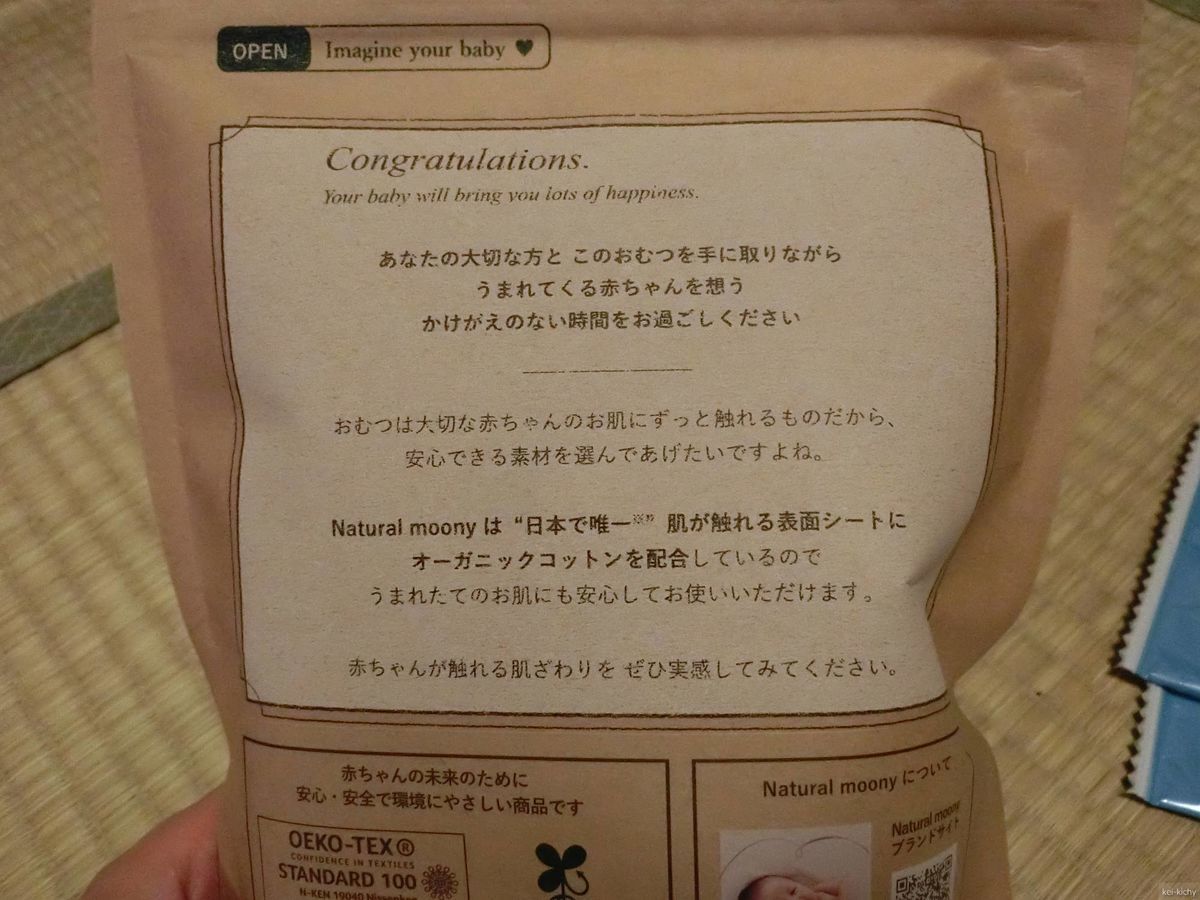 OPEN Imagine your baby ♥
Congratulations.
Your baby will bring you lots of happiness.
あなたの大切な方と このおむつを手に取りながら
うまれてくる赤ちゃんを想う
かけがえのない時間をお過ごしください
おむつは大切な赤ちゃんのお肌にずっと触れるものだから、
安心できる素材を選んであげたいですよね。
Natural moony は “日本で唯一※” 肌が触れる表面シートに
オーガニックコットンを配合しているので
うまれたてのお肌にも安心してお使いいただけます。
赤ちゃんが触れる肌ざわりを ぜひ実感してみてください。
赤ちゃんの未来のために
安心・安全で環境にやさしい商品です
OEKO-TEX®
CONFIDENCE IN TEXTILES
STANDARD 100
N-KEN 19040
Natural moony について
Natural moony
ブランドサイト
kei-kichy